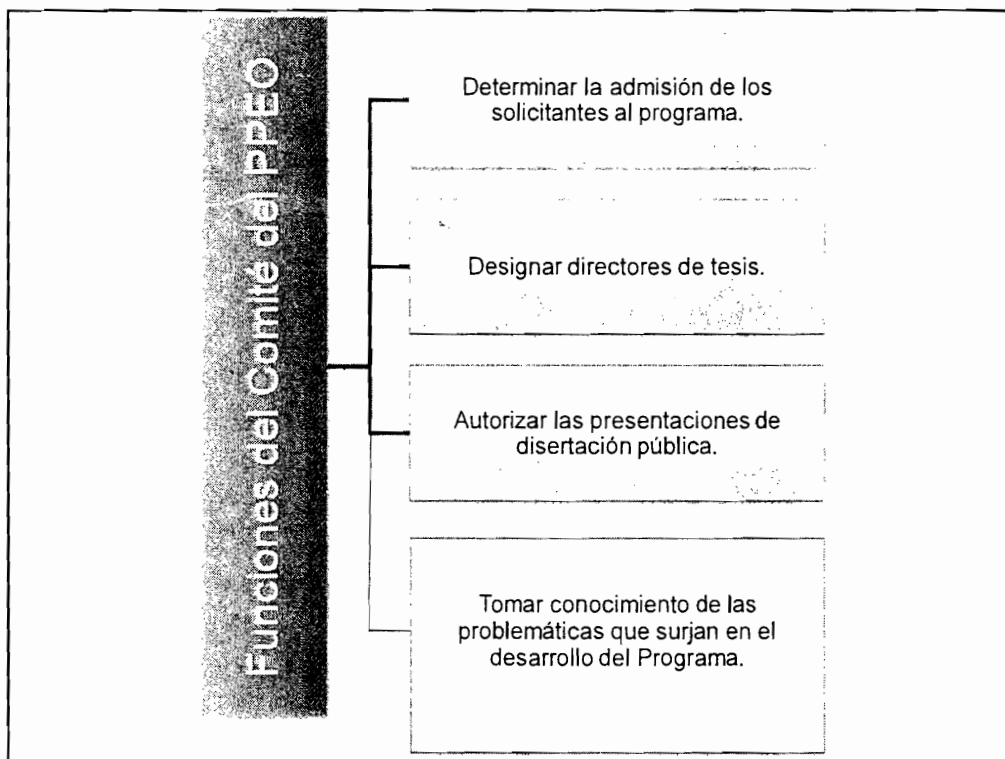 Funciones del Comité del PPEO
Determinar la admisión de los
solicitantes al programa.
Designar directores de tesis.
Autorizar las presentaciones de
disertación pública.
Tomar conocimiento de las
problemáticas que surjan en el
desarrollo del Programa.